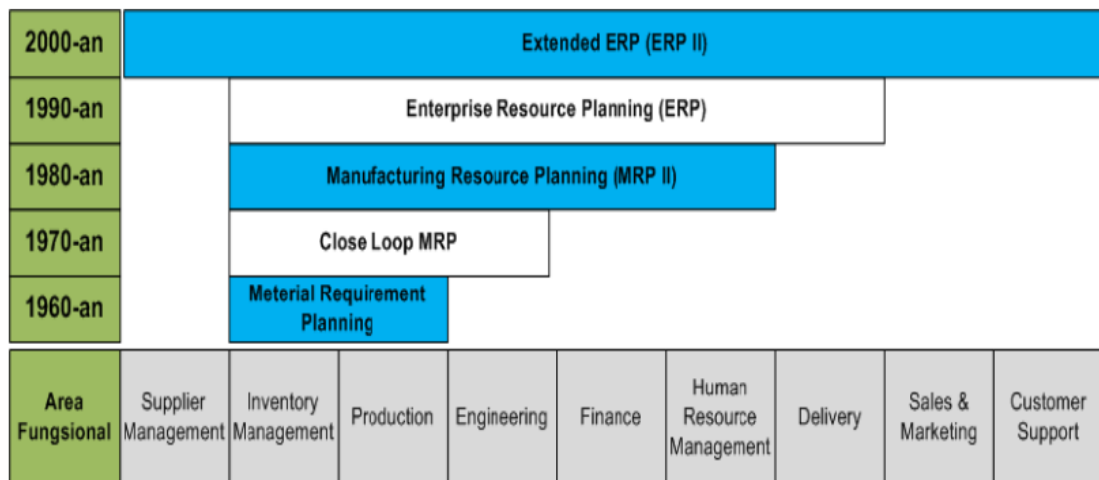 2000-an
Extended ERP (ERP II)
1990-an
Enterprise Resource Planning (ERP)
1980-an
Manufacturing Resource Planning (MRP II)
1970-an
Close Loop MRP
1960-an
Meterial Requirement
Planning
Area
Fungsional
Supplier
Management
Inventory
Management
Production
Engineering
Finance
Human
Resource
Management
Delivery
Sales &
Marketing
Customer
Support